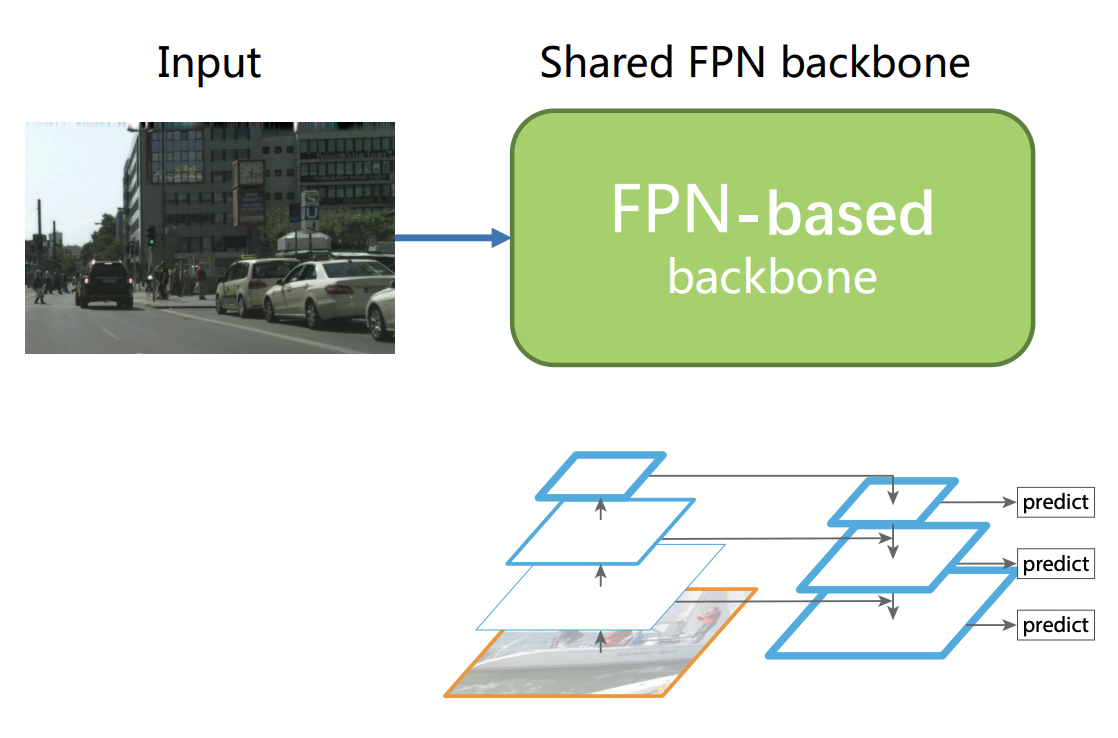 Input
Shared FPN backbone
FPN-based
backbone
S
U
predict
predict
predict